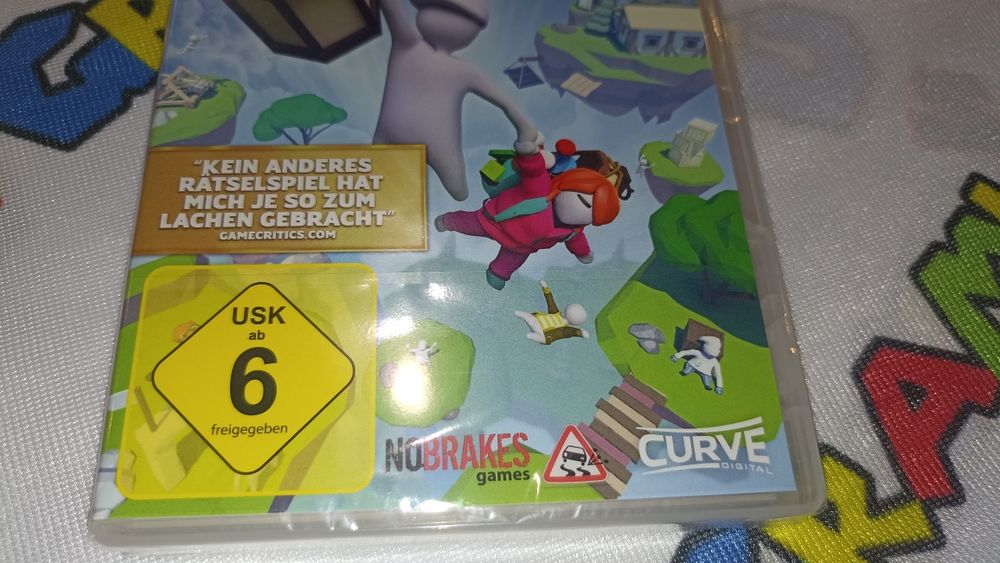 "KEIN ANDERES
RÄTSELSPIEL HAT
MICH JE SO ZUM
LACHEN GEBRACHT"
GAMECRITICS.COM
USK
ab
6
freigegeben
NOBRAKES
games
CURVE
DIGITAL
RAM